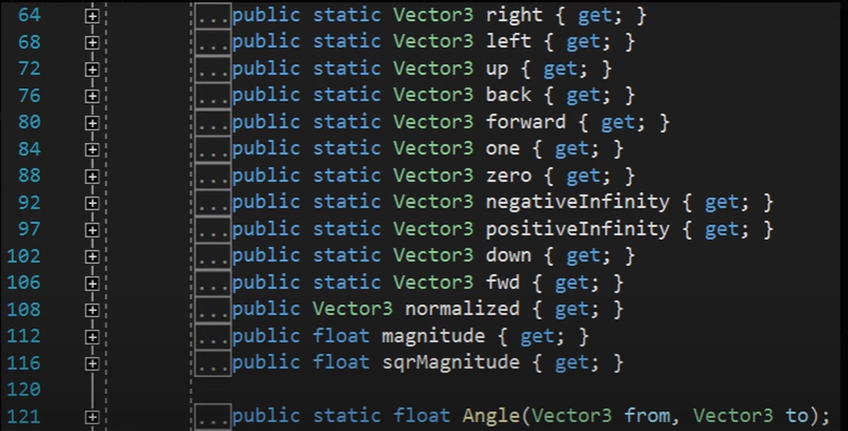 64 ...public static Vector3 right { get; }
68 ...public static Vector3 left { get; }
72 ...public static Vector3 up { get; }
76 ...public static Vector3 back { get; }
80 ...public static Vector3 forward { get; }
84 ...public static Vector3 one { get; }
88 ...public static Vector3 zero { get; }
92 ...public static Vector3 negativeInfinity { get; }
97 ...public static Vector3 positiveInfinity { get; }
102 ...public static Vector3 down { get; }
106 ...public static Vector3 fwd { get; }
108 ...public Vector3 normalized { get; }
112 ...public float magnitude { get; }
116 ...public float sqrMagnitude { get; }
120
121 ...public static float Angle(Vector3 from, Vector3 to);